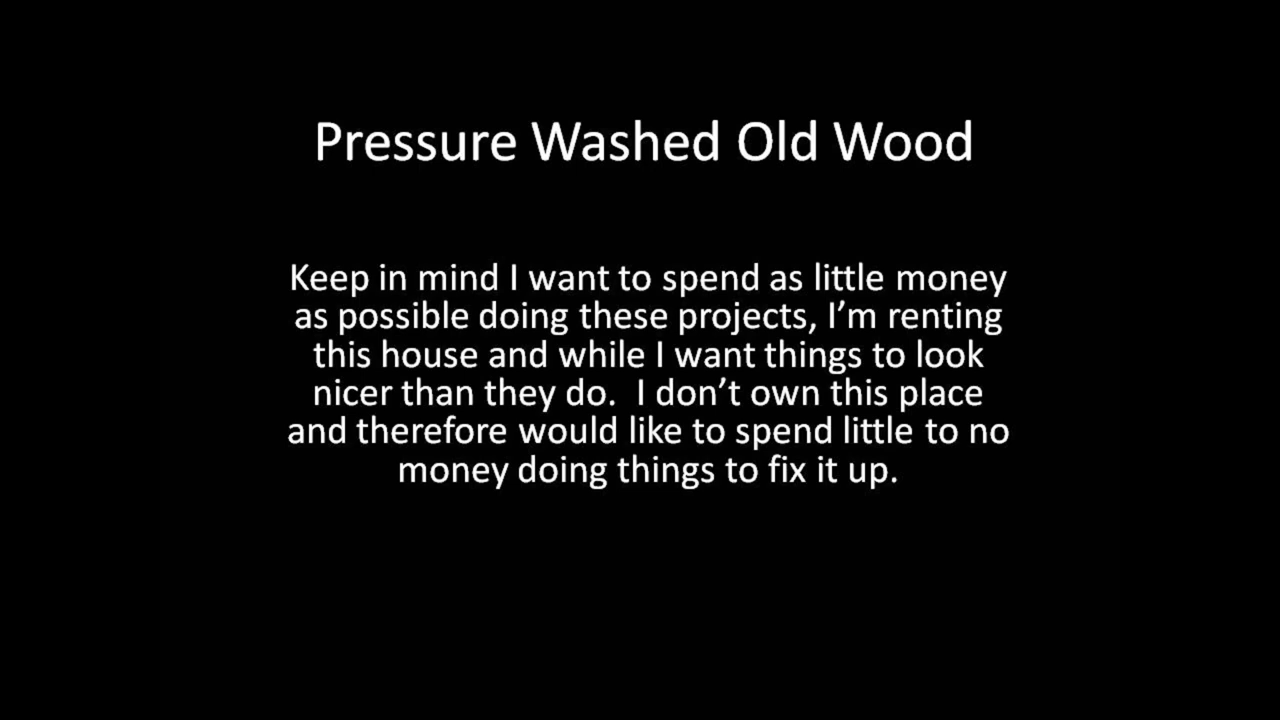 Pressure Washed Old Wood
Keep in mind I want to spend as little money
as possible doing these projects, I’m renting
this house and while I want things to look
nicer than they do.  I don’t own this place
and therefore would like to spend little to no
money doing things to fix it up.